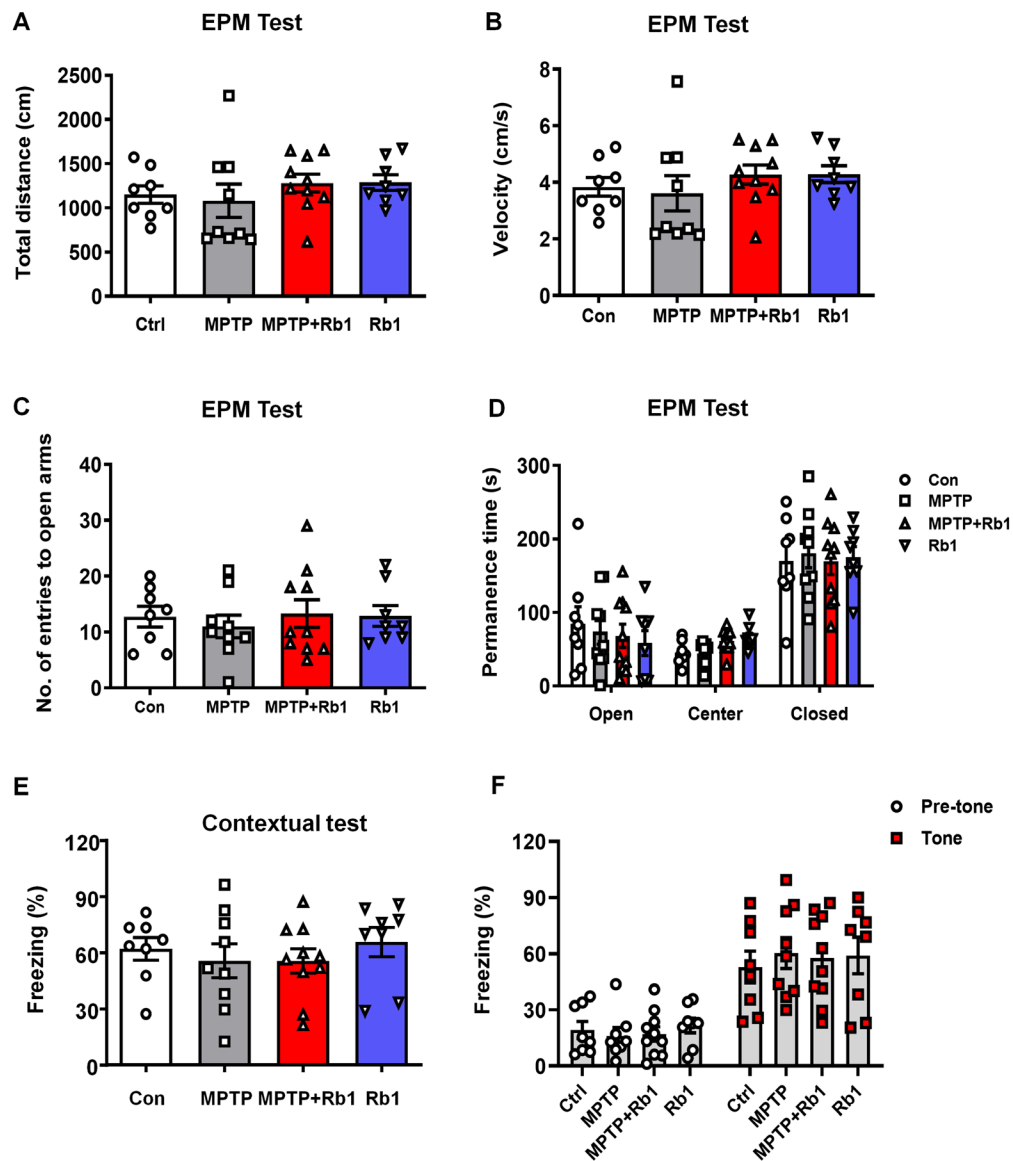 A
EPM Test
Total distance (cm)
2500
2000
1500
1000
500
0
Ctrl MPTP MPTP+Rb1 Rb1
B
EPM Test
Velocity (cm/s)
8
6
4
2
0
Con MPTP MPTP+Rb1 Rb1
C
EPM Test
No. of entries to open arms
40
30
20
10
0
Con MPTP MPTP+Rb1 Rb1
D
EPM Test
Permanence time (s)
300
200
100
0
Open Center Closed
Con
MPTP
MPTP+Rb1
Rb1
E
Contextual test
Freezing (%)
120
90
60
30
0
Con MPTP MPTP+Rb1 Rb1
F
Pre-tone
Tone
Freezing (%)
120
90
60
30
0
Ctrl MPTP MPTP+Rb1 Rb1 Ctrl MPTP MPTP+Rb1 Rb1